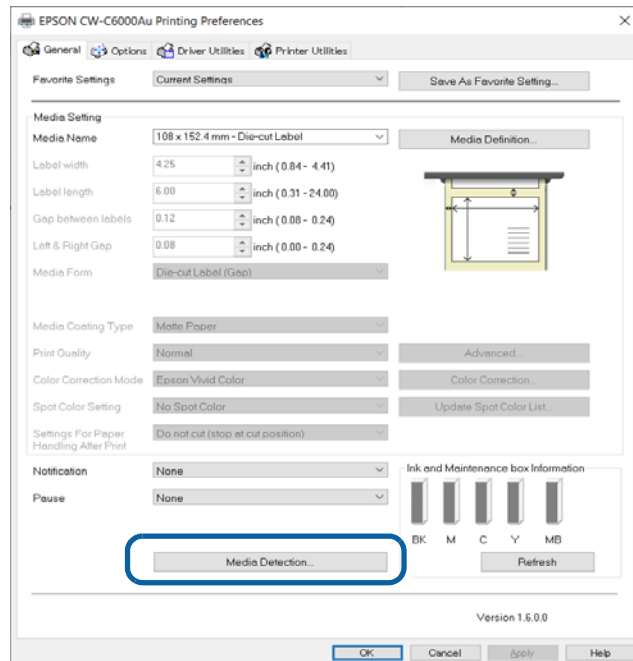 EPSON CW-C6000Au Printing Preferences
General Options Driver Utilities Printer Utilities
Favorite Settings Current Settings Save As Favorite Setting...
Media Setting
Media Name 108 x 152.4 mm - Die-cut Label Media Definition...
Label width 4.25 inch ( 0.84 - 4.41)
Label length 6.00 inch ( 0.31 - 24.00)
Gap between labels 0.12 inch ( 0.08 - 0.24)
Left & Right Gap 0.08 inch ( 0.00 - 0.24)
Media Form Die-cut Label (Gap)
Media Coating Type Matte Paper
Print Quality Normal Advanced...
Color Correction Mode Epson Vivid Color Color Correction...
Spot Color Setting No Spot Color Update Spot Color List...
Settings For Paper
Handling After Print Do not cut (stop at cut position)
Notification None Ink and Maintenance box Information
Pause None
BK M C Y MB
Media Detection... Refresh
Version 1.6.0.0
OK Cancel Apply Help